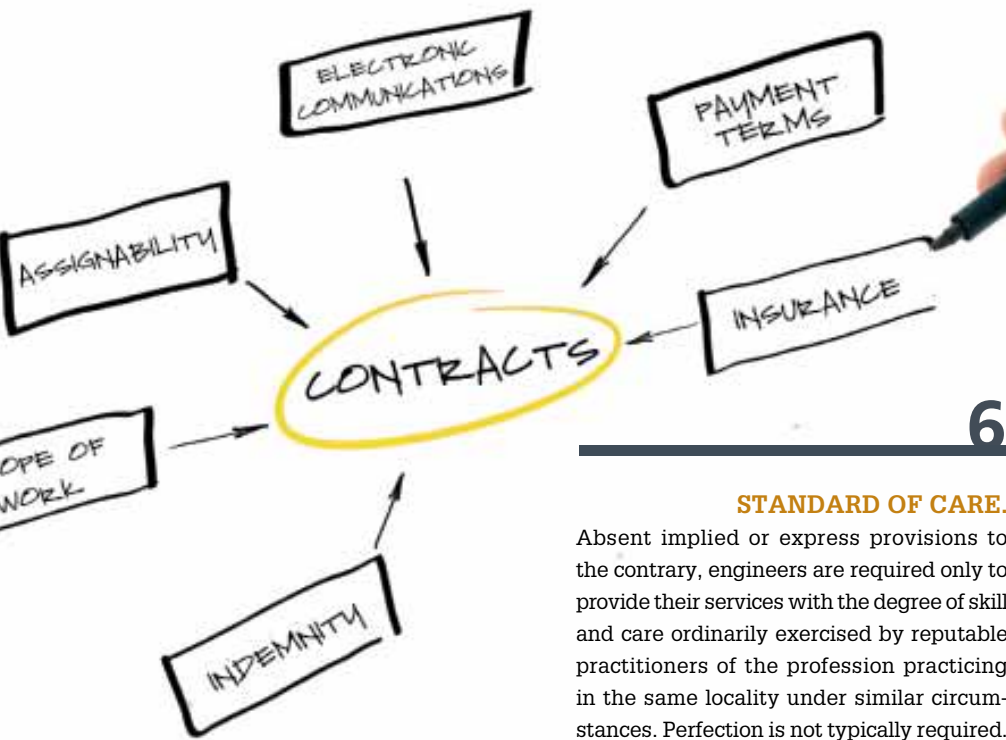 ELECTRONIC
COMMUNICATIONS
PAYMENT
TERMS
ASSIGNABILITY
INSURANCE
CONTRACTS
OPE OF
WORK
INDEMNITY
6
STANDARD OF CARE.
Absent implied or express provisions to
the contrary, engineers are required only to
provide their services with the degree of skill
and care ordinarily exercised by reputable
practitioners of the profession practicing
in the same locality under similar circum-
stances. Perfection is not typically required.